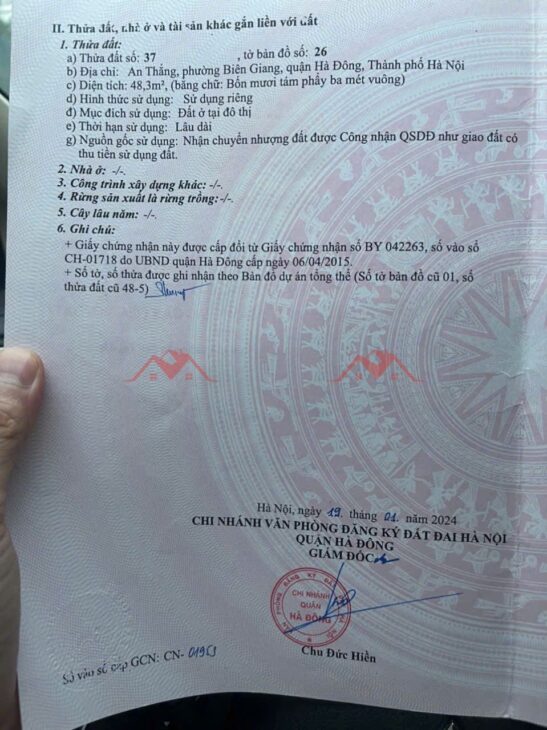 II. Thửa đất, nhà ở và tài sản khác gắn liền với đất
1. Thửa đất:
a) Thửa đất số: 37 , tờ bản đồ số: 26
b) Địa chỉ: An Thắng, phường Biên Giang, quận Hà Đông, Thành phố Hà Nội
c) Diện tích: 48,3m², (bằng chữ: Bốn mươi tám phẩy ba mét vuông)
d) Hình thức sử dụng: Sử dụng riêng
đ) Mục đích sử dụng: Đất ở tại đô thị
e) Thời hạn sử dụng: Lâu dài
g) Nguồn gốc sử dụng: Nhận chuyển nhượng đất được Công nhận QSDĐ như giao đất có
thu tiền sử dụng đất.
2. Nhà ở: -/-.
3. Công trình xây dựng khác: -/-.
4. Rừng sản xuất là rừng trồng: -/-.
5. Cây lâu năm: -/-.
6. Ghi chú:
+ Giấy chứng nhận này được cấp đổi từ Giấy chứng nhận số BY 042263, số vào sổ
CH-01718 do UBND quận Hà Đông cấp ngày 06/04/2015.
+ Số tờ, số thửa được ghi nhận theo Bản đồ dự án tổng thể (Số tờ bản đồ cũ 01, số
thửa đất cũ 48-5)
Hà Nội, ngày 19 tháng 01 năm 2024
CHI NHÁNH VĂN PHÒNG ĐĂNG KÝ ĐẤT ĐAI HÀ NỘI
QUẬN HÀ ĐÔNG
GIÁM ĐỐC
CHI NHÁNH
QUẬN
HÀ ĐÔNG
Chu Đức Hiền
Số vào sổ cấp GCN: CN-